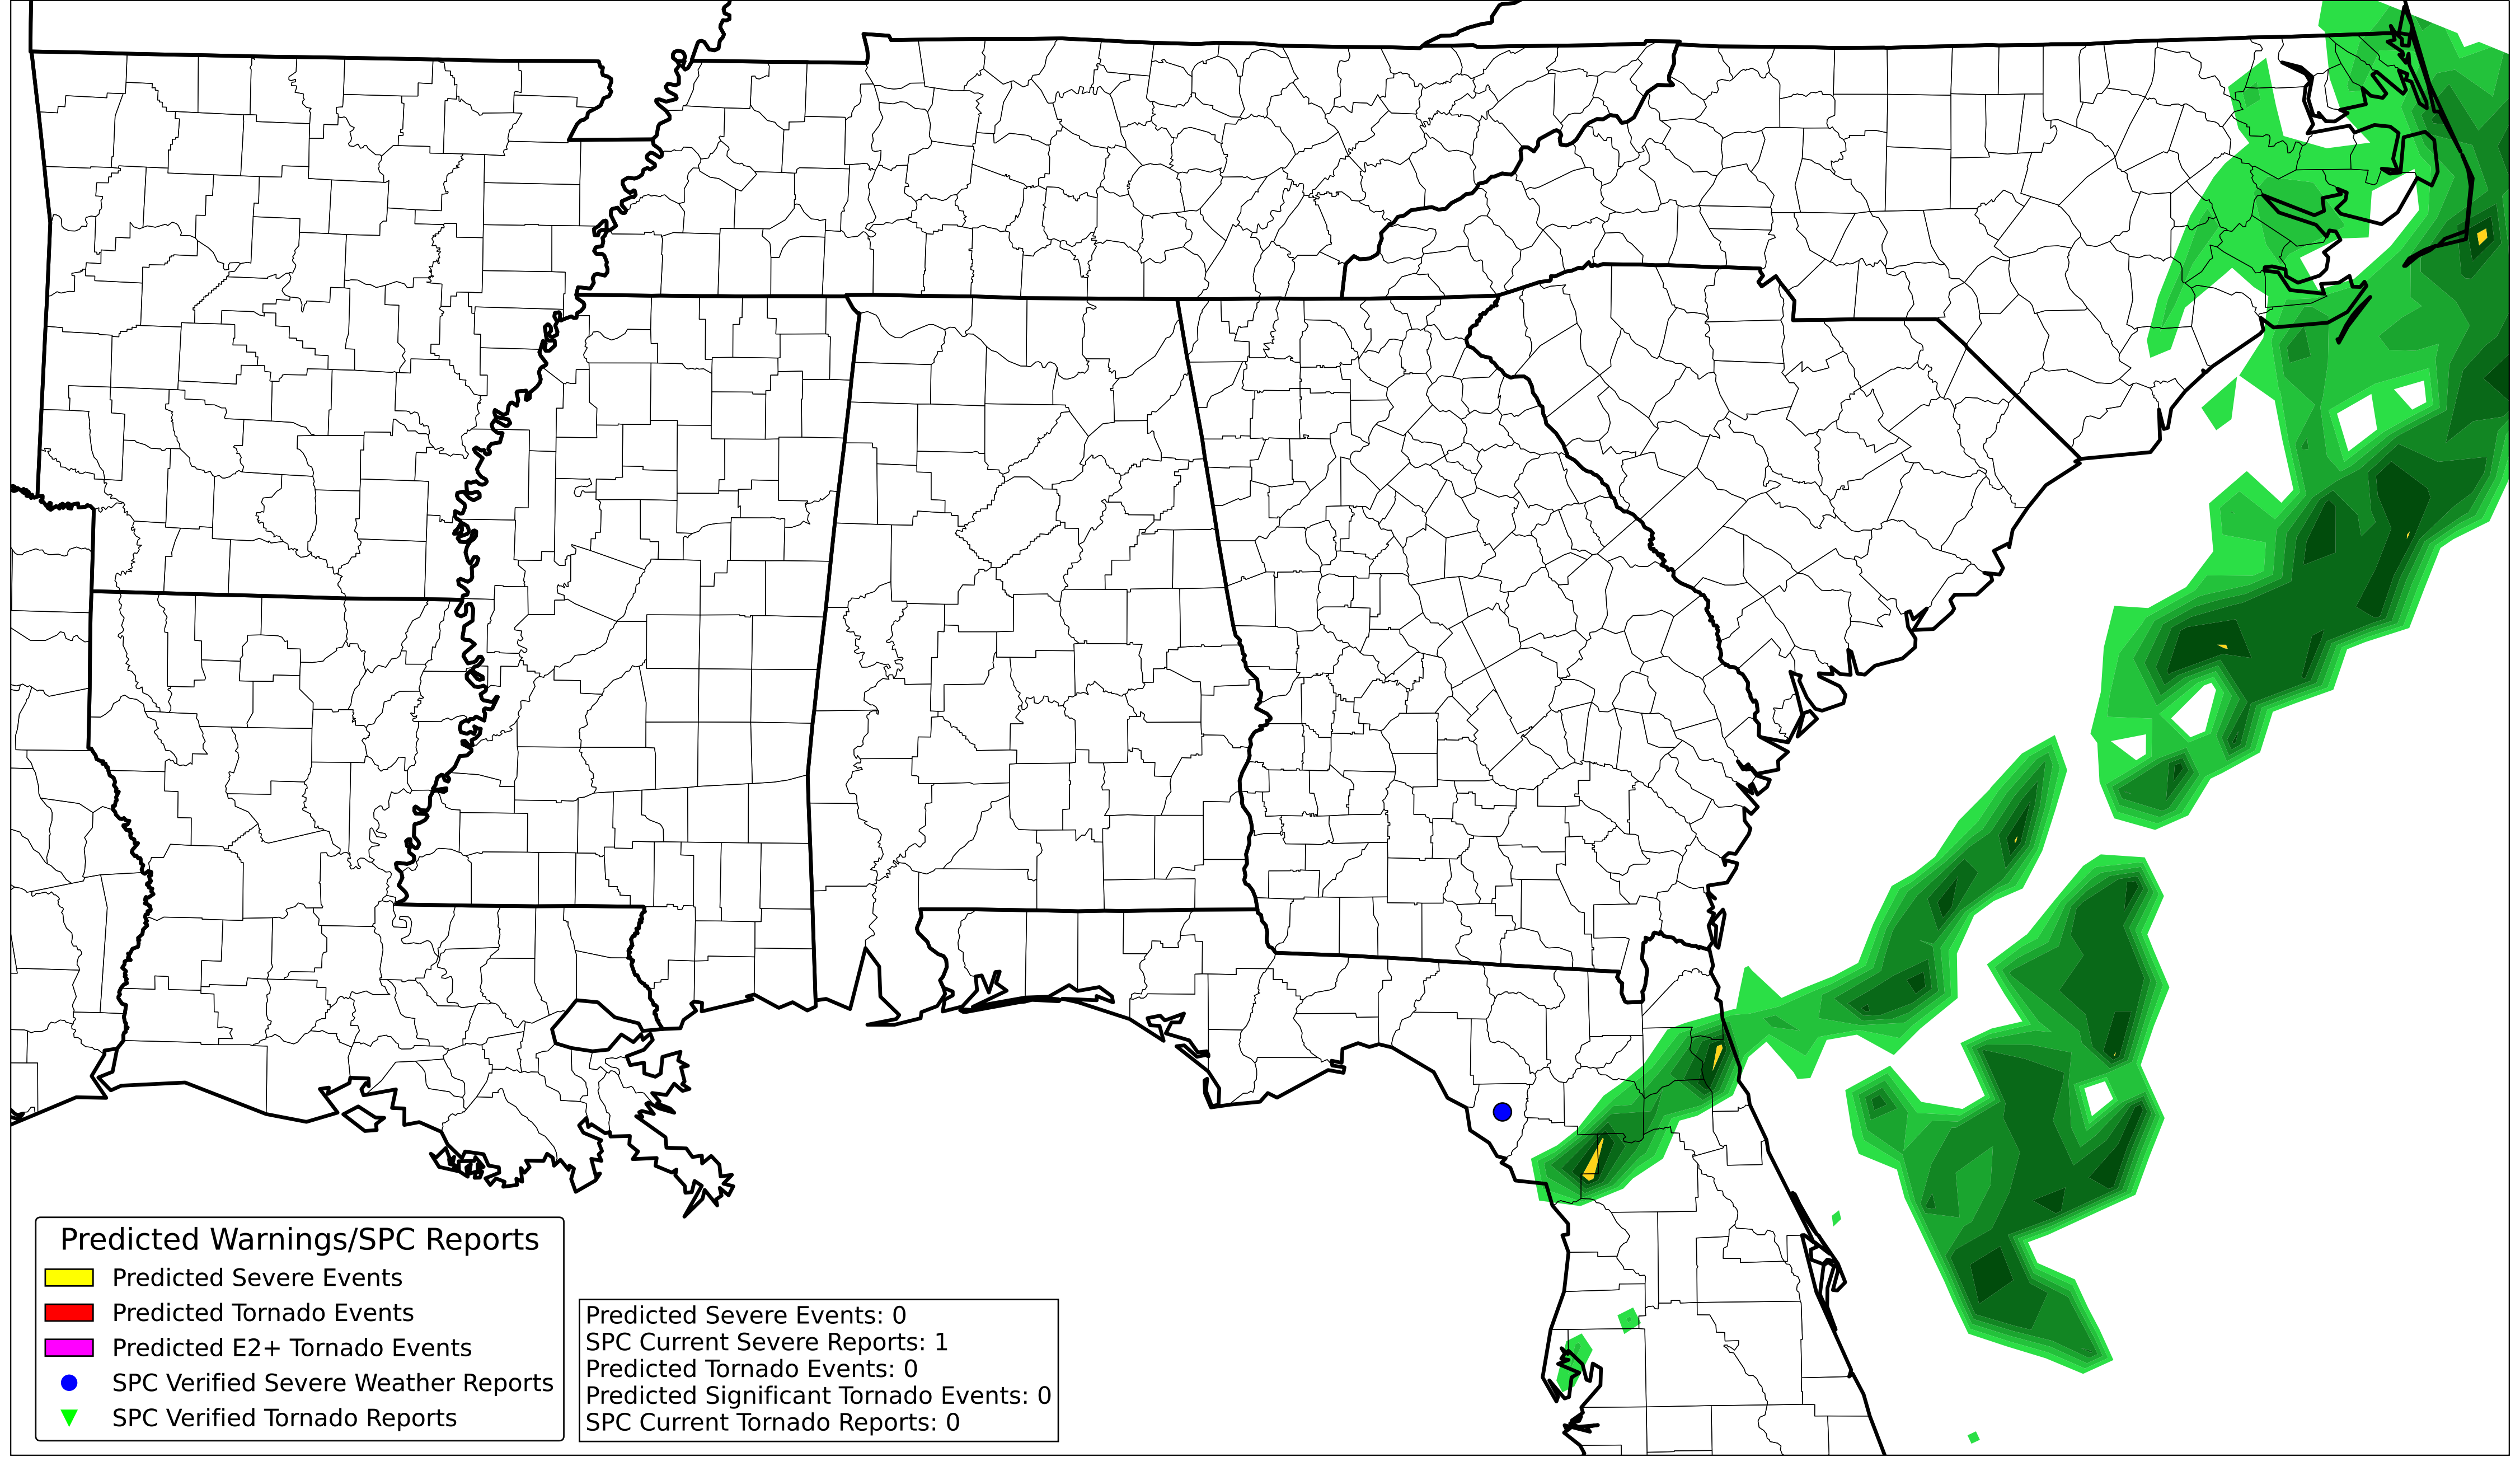 Predicted Warnings/SPC Reports
Predicted Severe Events
Predicted Tornado Events
Predicted E2+ Tornado Events
SPC Verified Severe Weather Reports
SPC Verified Tornado Reports
Predicted Severe Events: 0
SPC Current Severe Reports: 1
Predicted Tornado Events: 0
Predicted Significant Tornado Events: 0
SPC Current Tornado Reports: 0